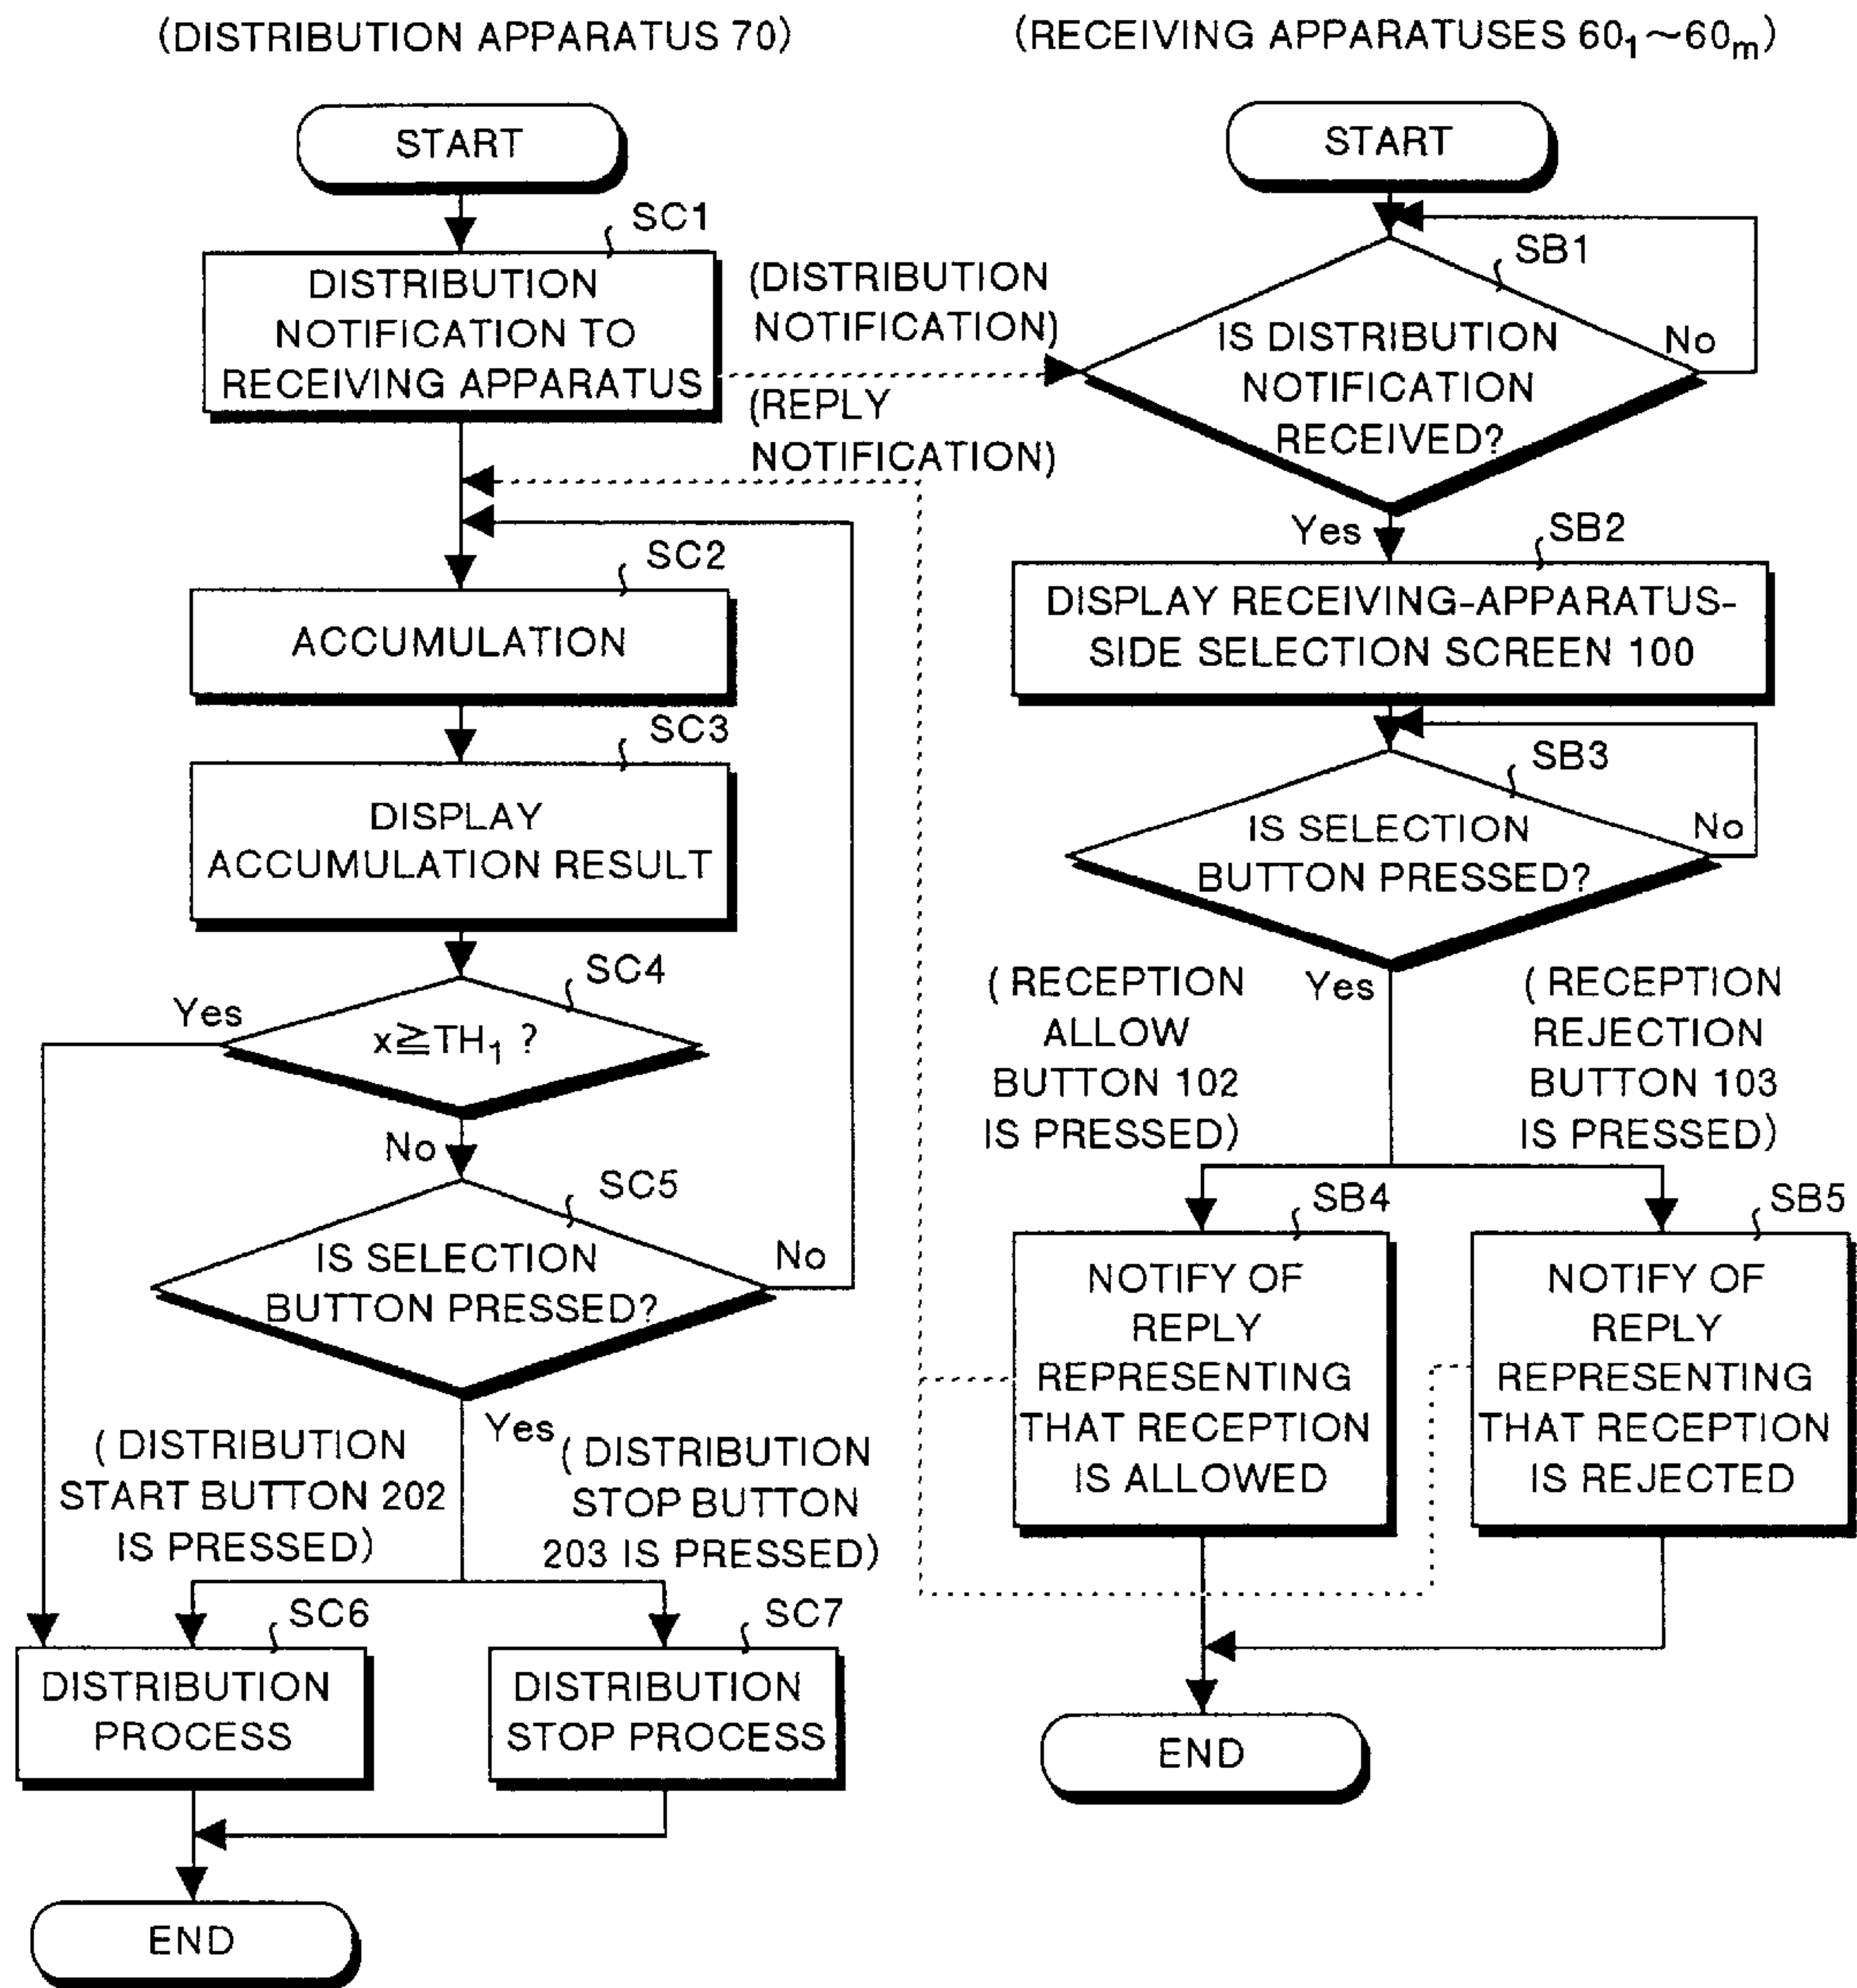 (DISTRIBUTION APPARATUS 70)
START
SC1
DISTRIBUTION
NOTIFICATION TO
RECEIVING APPARATUS
(DISTRIBUTION
NOTIFICATION)
(REPLY
NOTIFICATION)
SC2
ACCUMULATION
SC3
DISPLAY
ACCUMULATION RESULT
SC4
Yes
x≧TH₁ ?
No
SC5
IS SELECTION
BUTTON PRESSED?
No
Yes
(DISTRIBUTION
START BUTTON 202
IS PRESSED)
(DISTRIBUTION
STOP BUTTON
203 IS PRESSED)
SC6
DISTRIBUTION
PROCESS
SC7
DISTRIBUTION
STOP PROCESS
END
(RECEIVING APPARATUSES 60₁~60ₘ)
START
SB1
IS DISTRIBUTION
NOTIFICATION
RECEIVED?
No
Yes
SB2
DISPLAY RECEIVING-APPARATUS-
SIDE SELECTION SCREEN 100
SB3
IS SELECTION
BUTTON PRESSED?
No
Yes
(RECEPTION
ALLOW
BUTTON 102
IS PRESSED)
(RECEPTION
REJECTION
BUTTON 103
IS PRESSED)
SB4
NOTIFY OF
REPLY
REPRESENTING
THAT RECEPTION
IS ALLOWED
SB5
NOTIFY OF
REPLY
REPRESENTING
THAT RECEPTION
IS REJECTED
END